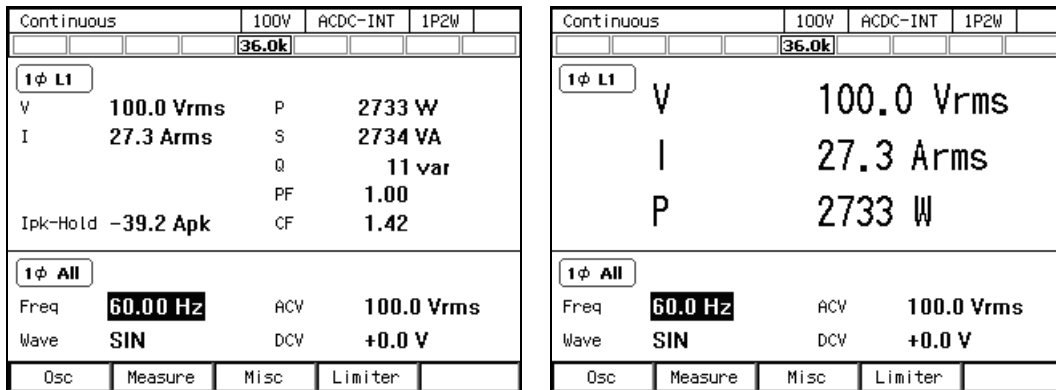 Continuous 100V ACDC-INT 1P2W
36.0k
1ϕ L1
V 100.0 Vrms P 2733 W
I 27.3 Arms S 2734 VA
Q 11 var
PF 1.00
Ipk-Hold -39.2 Apk CF 1.42
1ϕ All
Freq 60.00 Hz ACV 100.0 Vrms
Wave SIN DCV +0.0 V
Osc Measure Misc Limiter
Continuous 100V ACDC-INT 1P2W
36.0k
1ϕ L1
V 100.0 Vrms
I 27.3 Arms
P 2733 W
1ϕ All
Freq 60.0 Hz ACV 100.0 Vrms
Wave SIN DCV +0.0 V
Osc Measure Misc Limiter